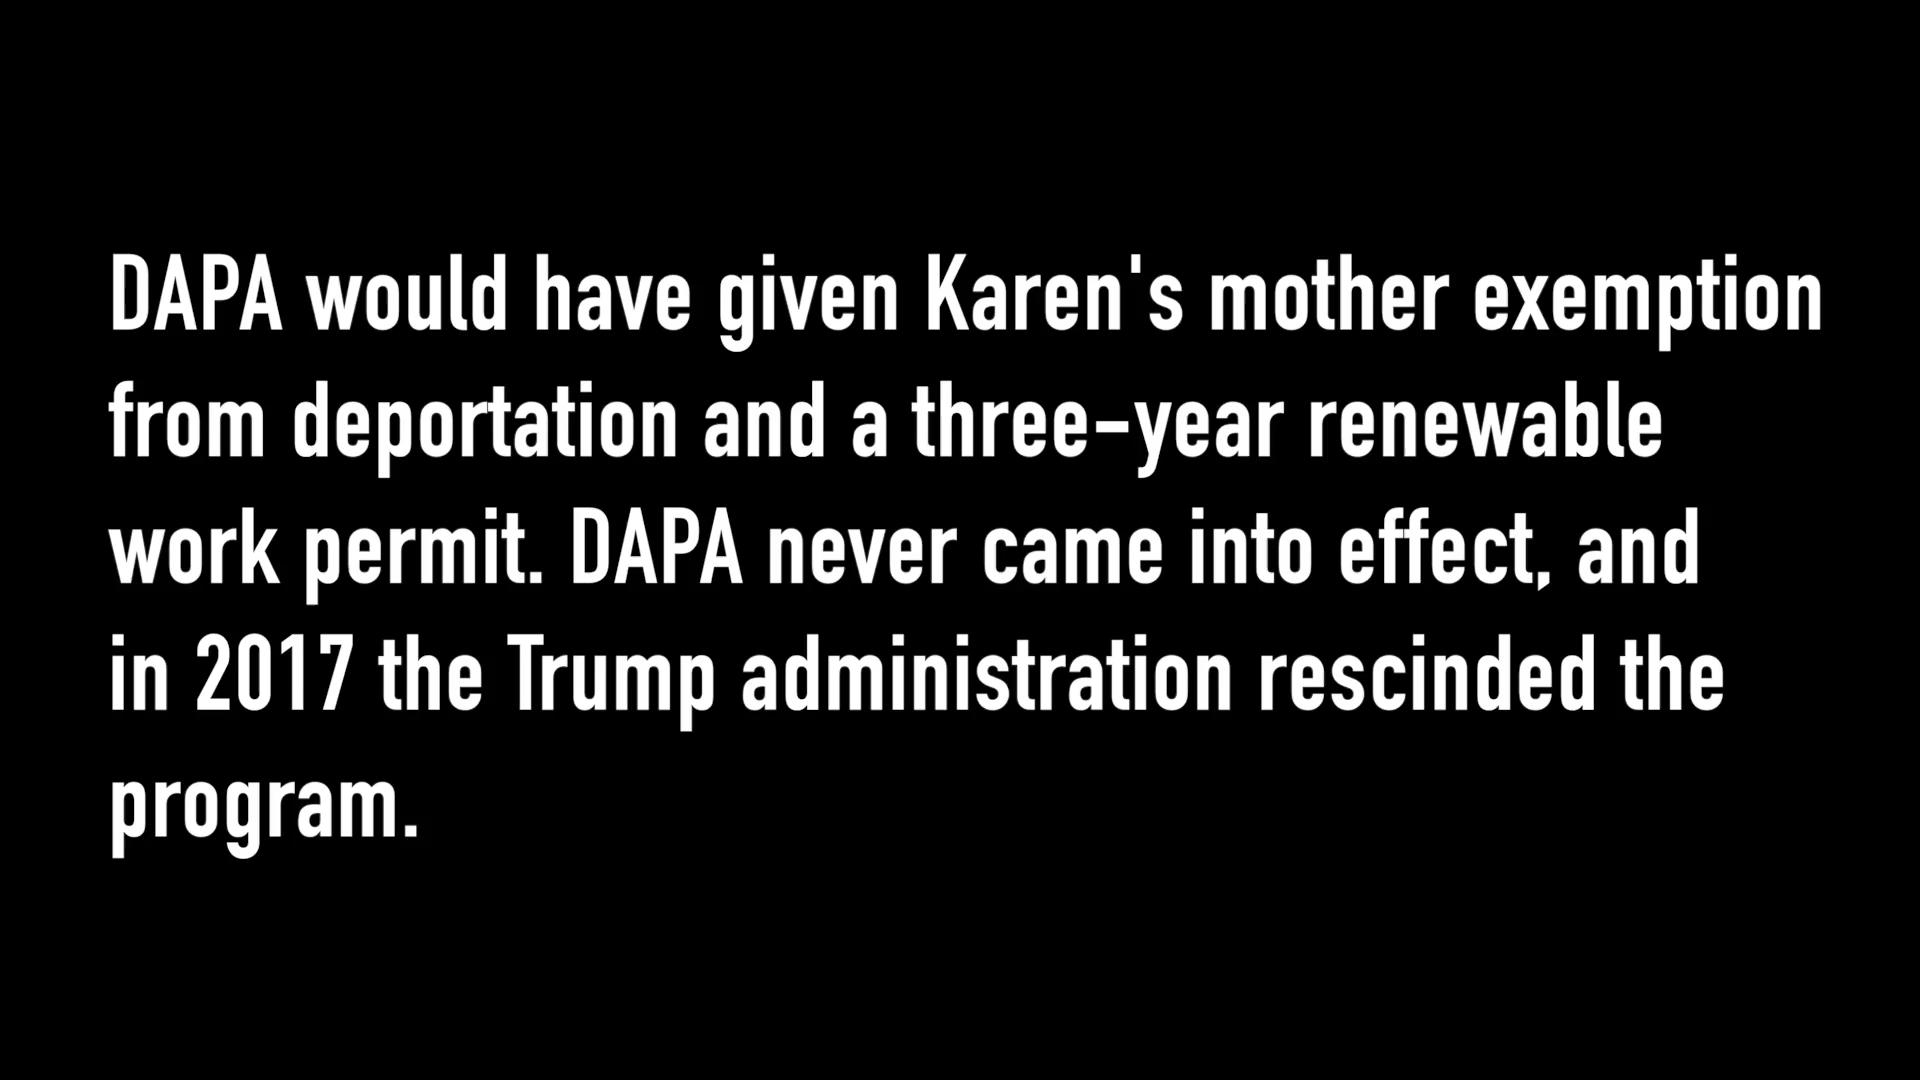 DAPA would have given Karen's mother exemption
from deportation and a three-year renewable
work permit. DAPA never came into effect, and
in 2017 the Trump administration rescinded the
program.